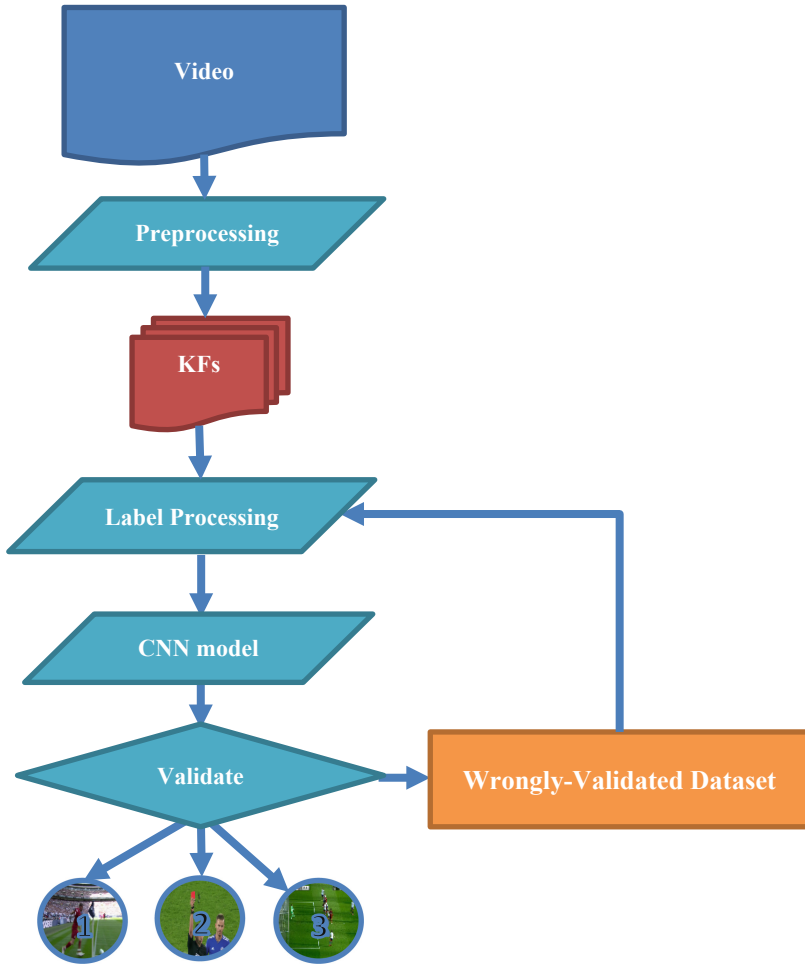 Video
Preprocessing
KFs
Label Processing
CNN model
Validate
Wrongly-Validated Dataset
1
2
3